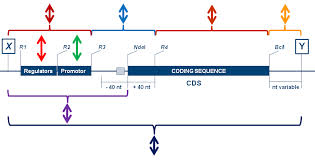 X R1 R2 R3 NdeI R4 BclI Y
Regulators Promotor CODING SEQUENCE
- 40 nt + 40 nt CDS nt variable